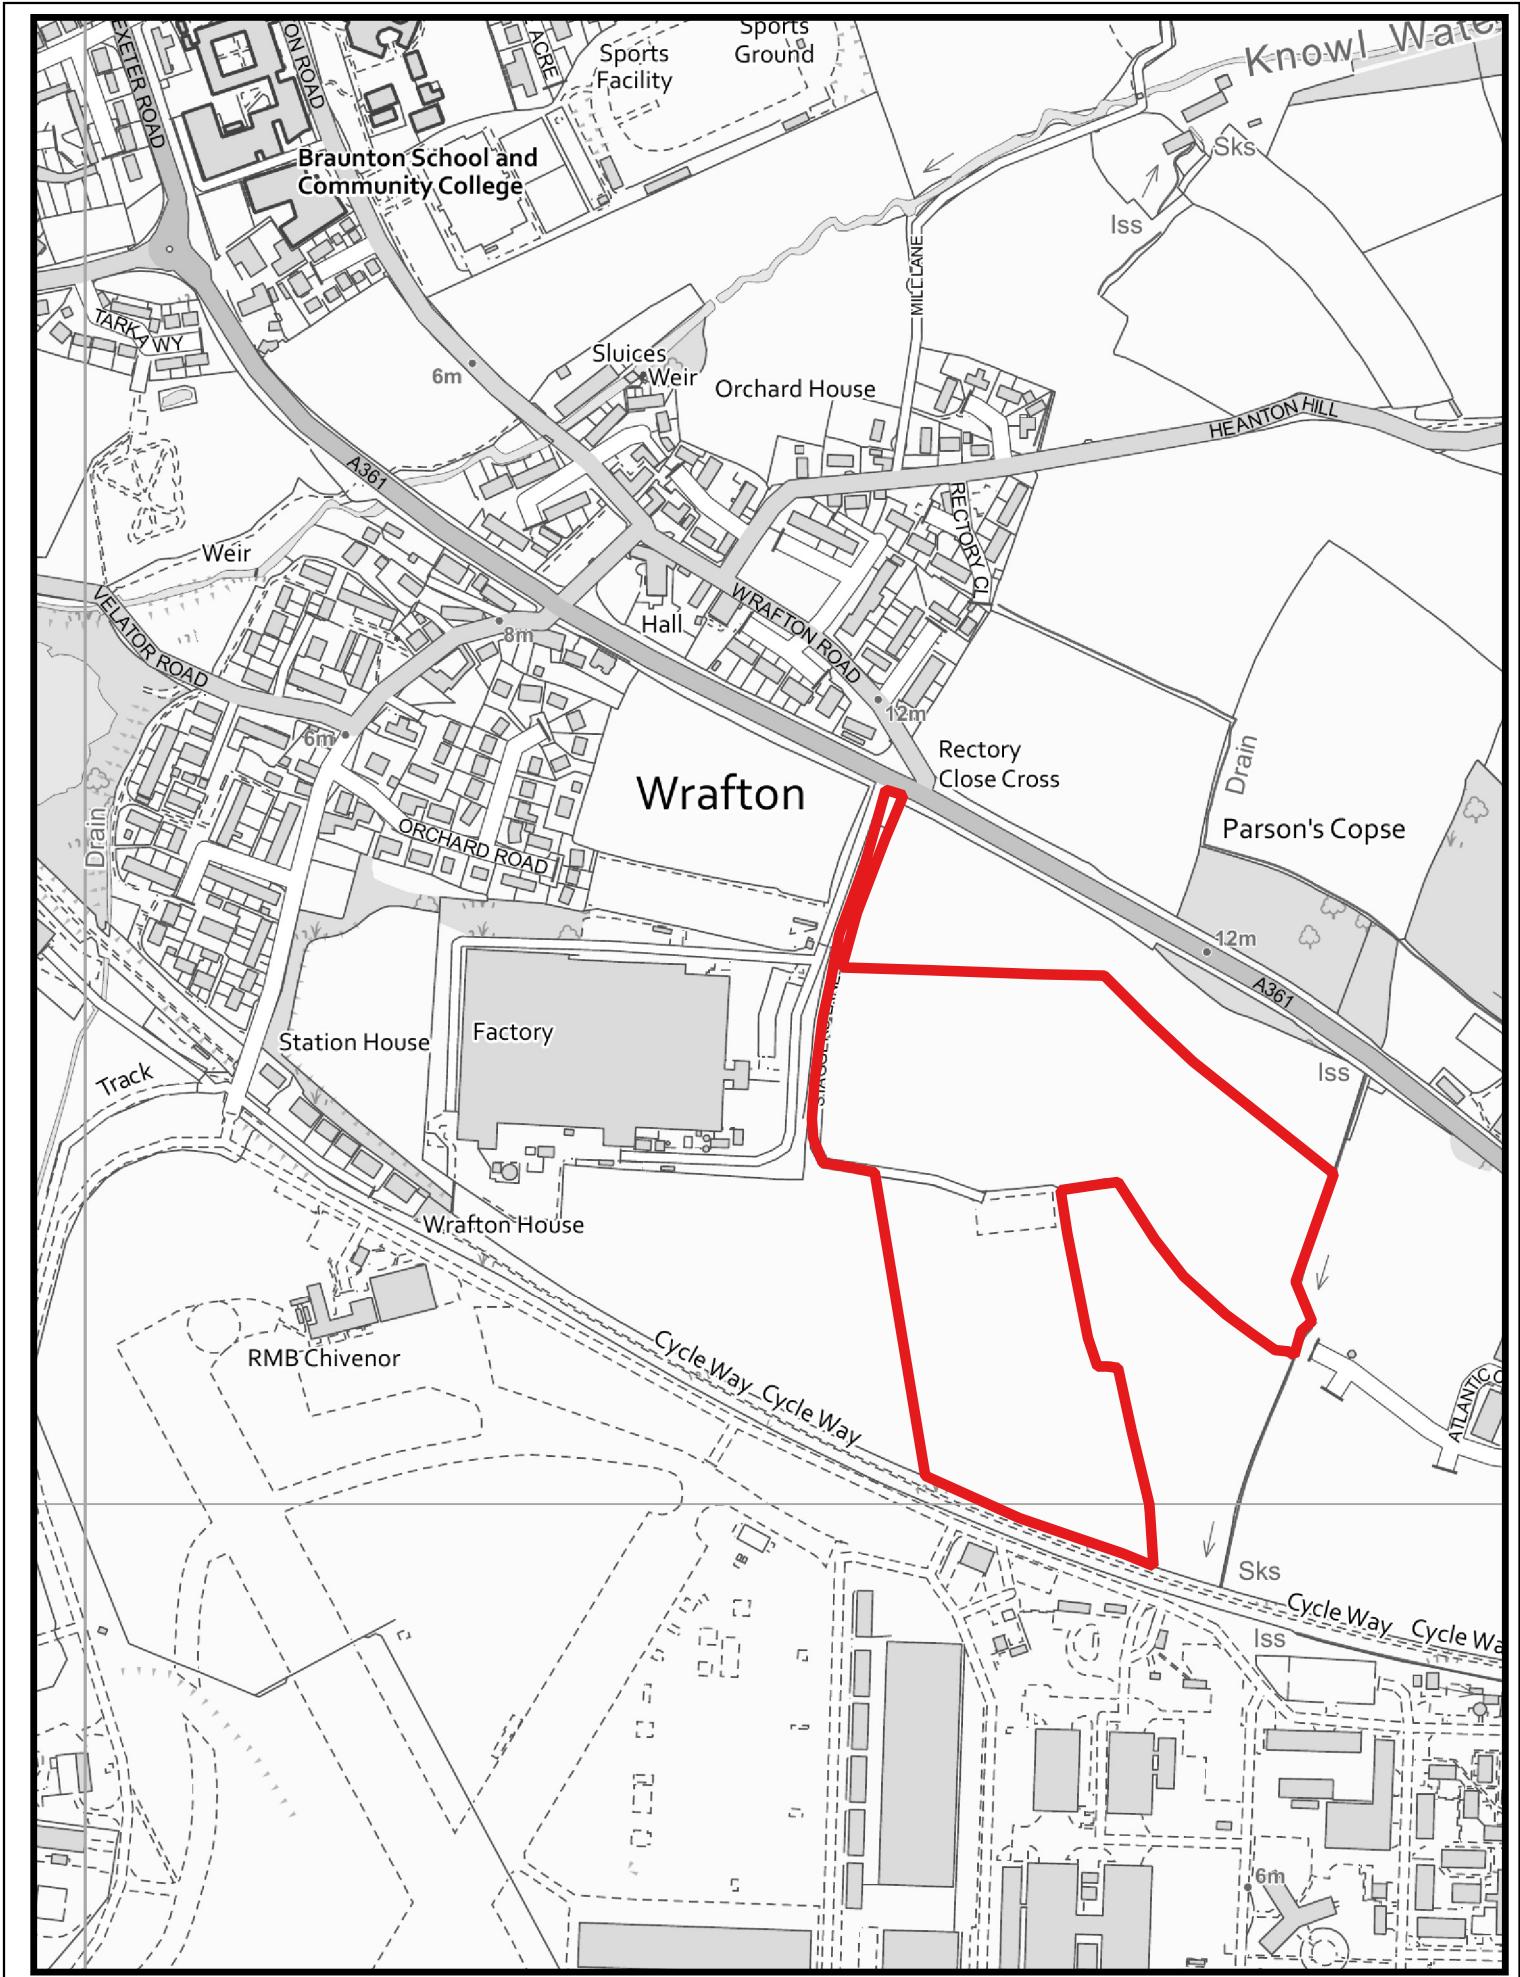 EXETER ROAD
ON ROAD
ACRE
Sports
Facility
Sports
Ground
Knowl Wate
Braunton School and
Community College
Sks
Iss
MILL LANE
TARKA WY
6m
Sluices
Weir
Orchard House
HEANTON HILL
A361
RECTORY CL
Weir
VELATOR ROAD
8m
Hall
WRAFTON ROAD
12m
6m
Rectory
Close Cross
Drain
Wrafton
Parson's Copse
Drain
ORCHARD ROAD
12m
A361
Station House
Factory
Iss
Track
Wrafton House
RMB Chivenor
Cycle Way
Cycle Way
ATLANTIC
Sks
Cycle Way
Cycle Wa
Iss
6m